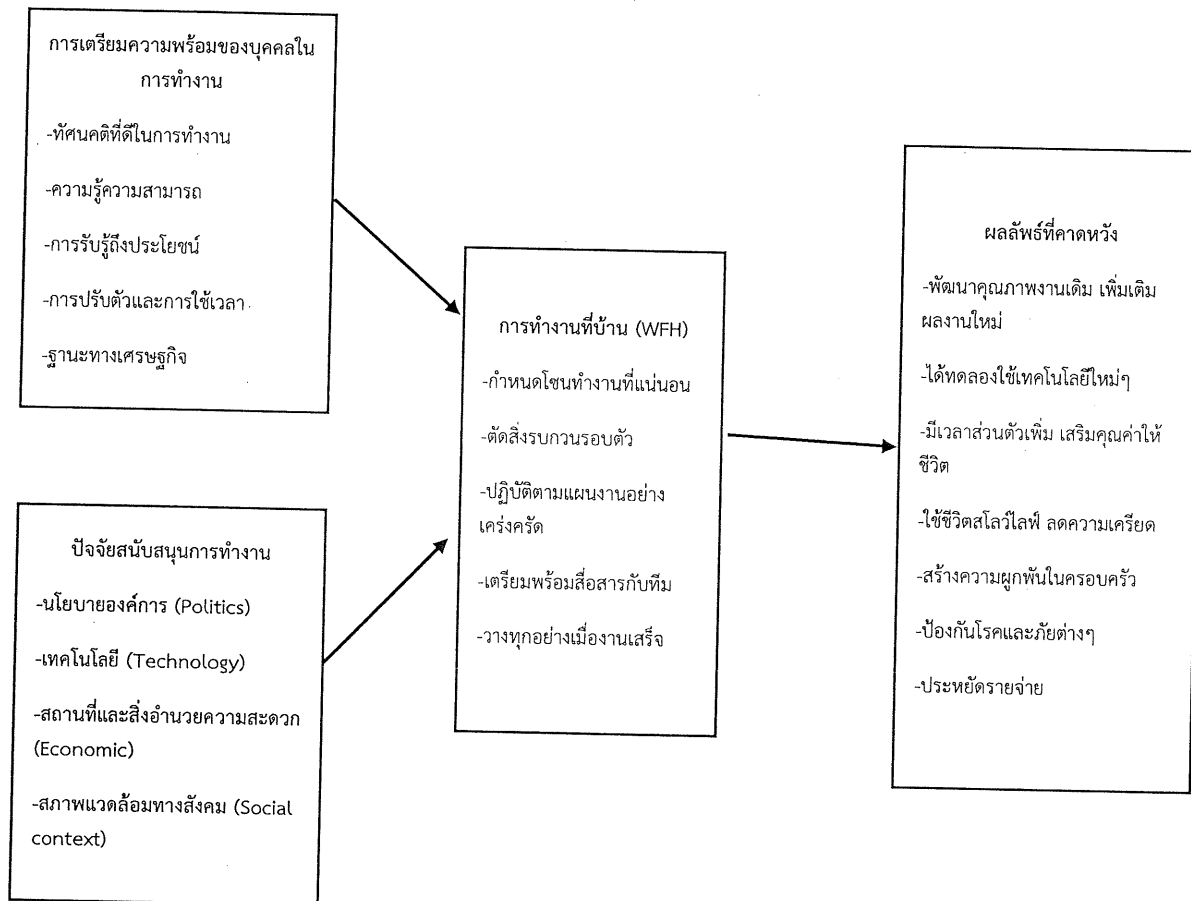 การเตรียมความพร้อมของบุคคลใน
การทำงาน
-ทัศนคติที่ดีในการทำงาน
-ความรู้ความสามารถ
-การรับรู้ถึงประโยชน์
-การปรับตัวและการใช้เวลา
-ฐานะทางเศรษฐกิจ
ปัจจัยสนับสนุนการทำงาน
-นโยบายองค์การ (Politics)
-เทคโนโลยี (Technology)
-สถานที่และสิ่งอำนวยความสะดวก
(Economic)
-สภาพแวดล้อมทางสังคม (Social
context)
การทำงานที่บ้าน (WFH)
-กำหนดโซนทำงานที่แน่นอน
-ตัดสิ่งรบกวนรอบตัว
-ปฏิบัติตามแผนงานอย่าง
เคร่งครัด
-เตรียมพร้อมสื่อสารกับทีม
-วางทุกอย่างเมื่องานเสร็จ
ผลลัพธ์ที่คาดหวัง
-พัฒนาคุณภาพงานเดิม เพิ่มเติม
ผลงานใหม่
-ได้ทดลองใช้เทคโนโลยีใหม่ๆ
-มีเวลาส่วนตัวเพิ่ม เสริมคุณค่าให้
ชีวิต
-ใช้ชีวิตสโลว์ไลฟ์ ลดความเครียด
-สร้างความผูกพันในครอบครัว
-ป้องกันโรคและภัยต่างๆ
-ประหยัดรายจ่าย